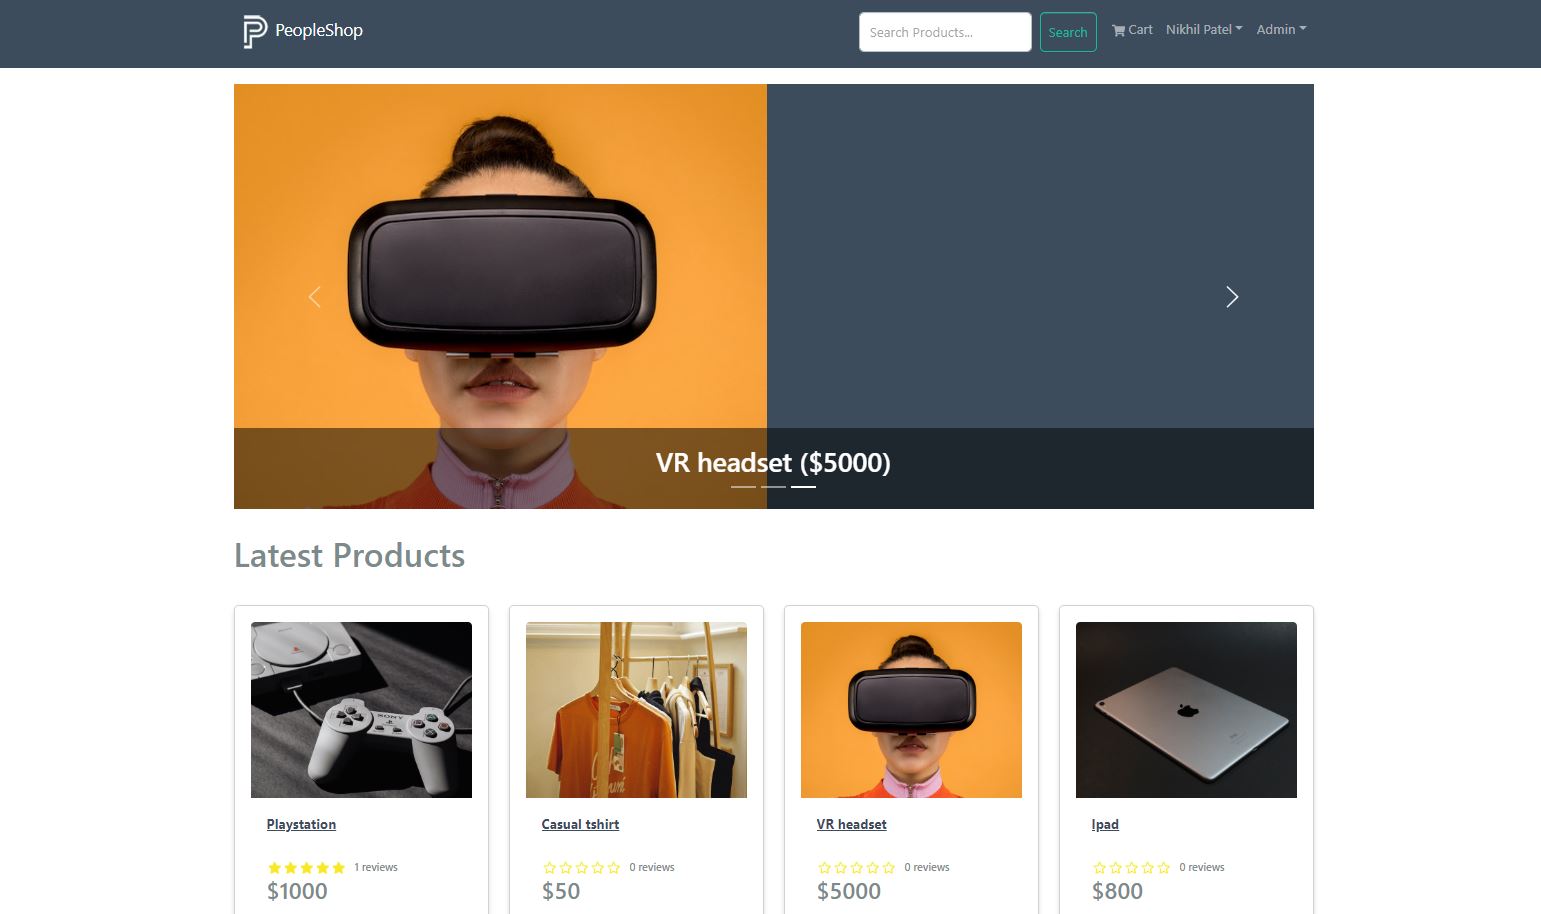 PeopleShop
Search Products...
Search
Cart
Nikhil Patel
Admin
VR headset ($5000)
Latest Products
SONY
Playstation
Casual tshirt
VR headset
Ipad
1 reviews
0 reviews
0 reviews
0 reviews
$1000
$50
$5000
$800